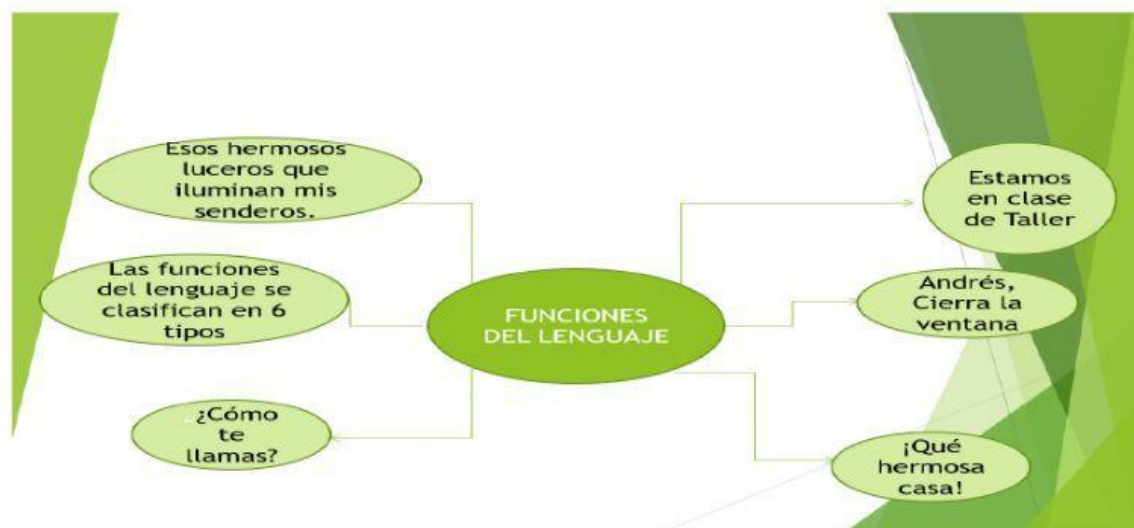 Esos hermosos
luceros que
iluminan mis
senderos.
Las funciones
del lenguaje se
clasifican en 6
tipos
¿Cómo
te
llamas?
FUNCIONES
DEL LENGUAJE
Estamos
en clase
de Taller
Andrés,
Cierra la
ventana
¡Qué
hermosa
casa!